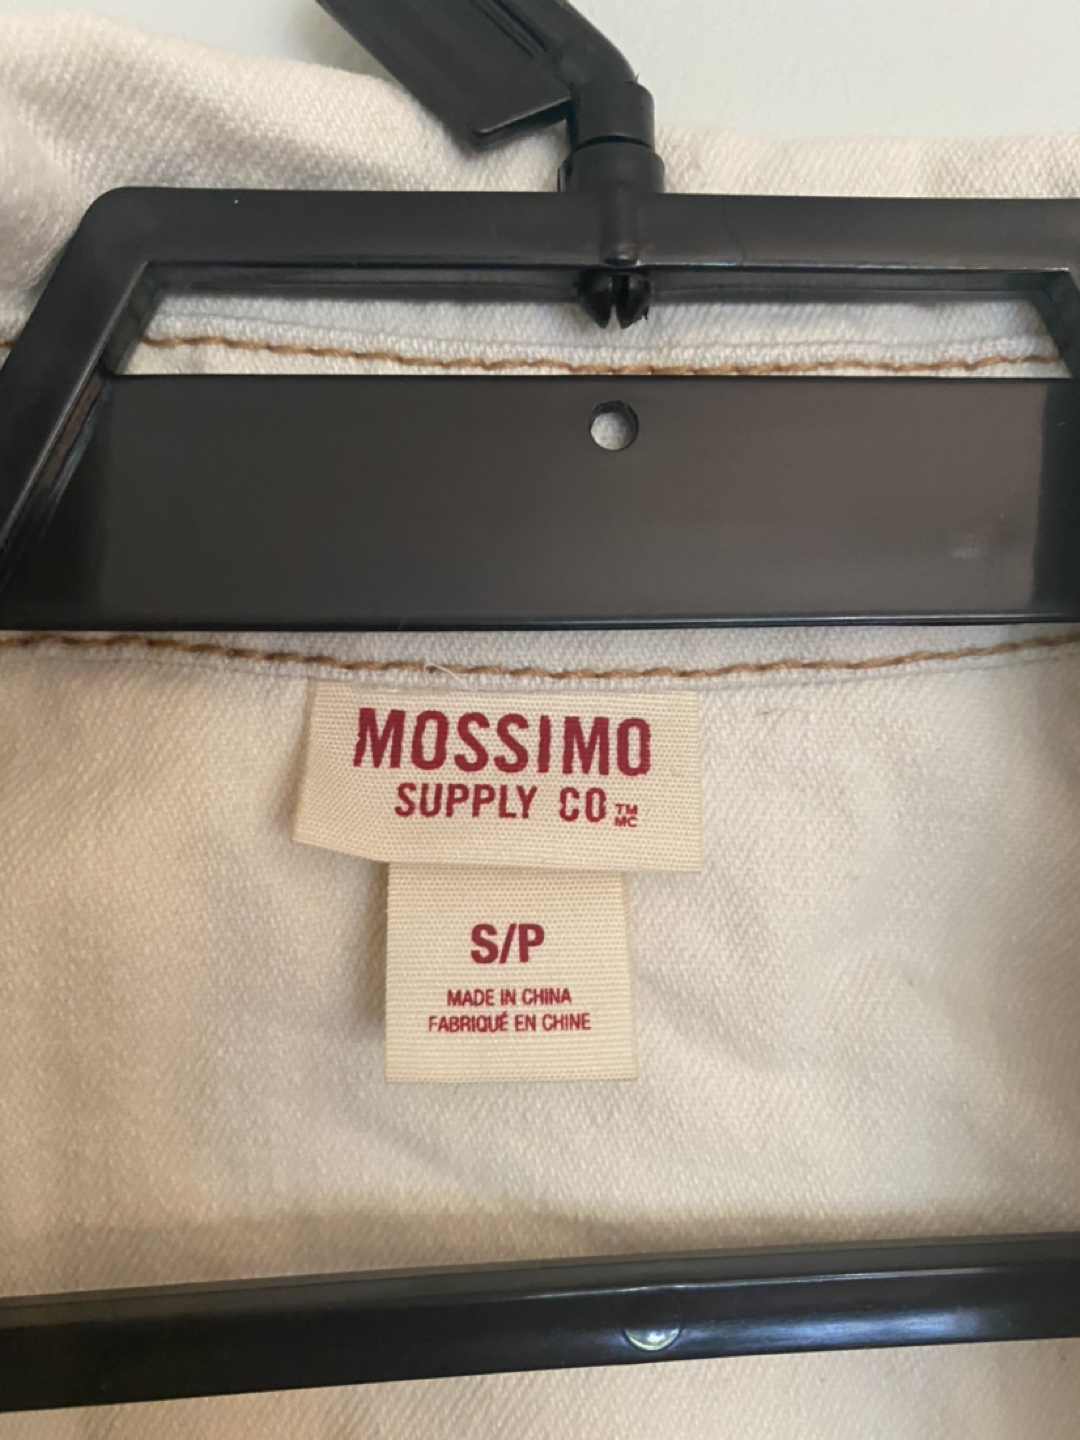 MOSSIMO
SUPPLY CO ™ MC
S/P
MADE IN CHINA
FABRIQUÉ EN CHINE